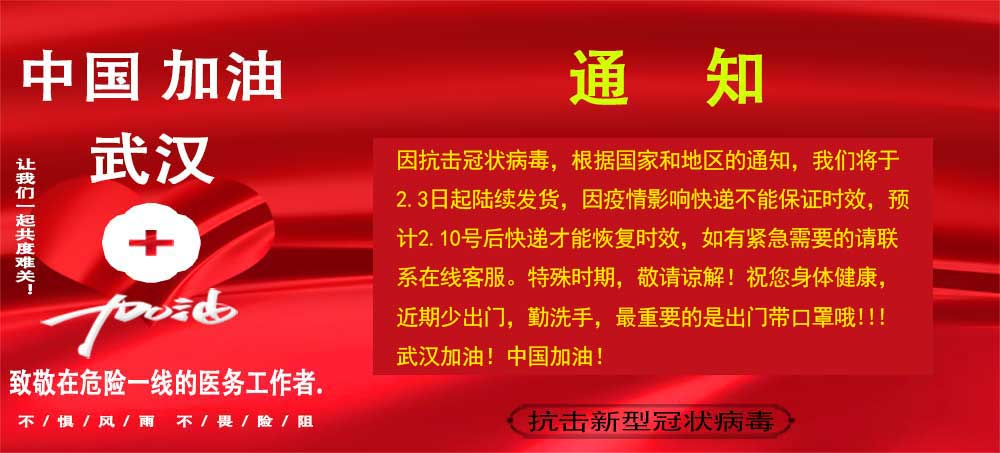 中国 加油
武汉
让我们一起共度难关！
加油
致敬在危险一线的医务工作者.
不/惧/风/雨 不/畏/险/阻
通 知
因抗击冠状病毒，根据国家和地区的通知，我们将于
2.3日起陆续发货，因疫情影响快递不能保证时效，预
计2.10号后快递才能恢复时效，如有紧急需要的请联
系在线客服。特殊时期，敬请谅解！祝您身体健康，
近期少出门，勤洗手，最重要的是出门带口罩哦!!!
武汉加油！中国加油！
抗击新型冠状病毒